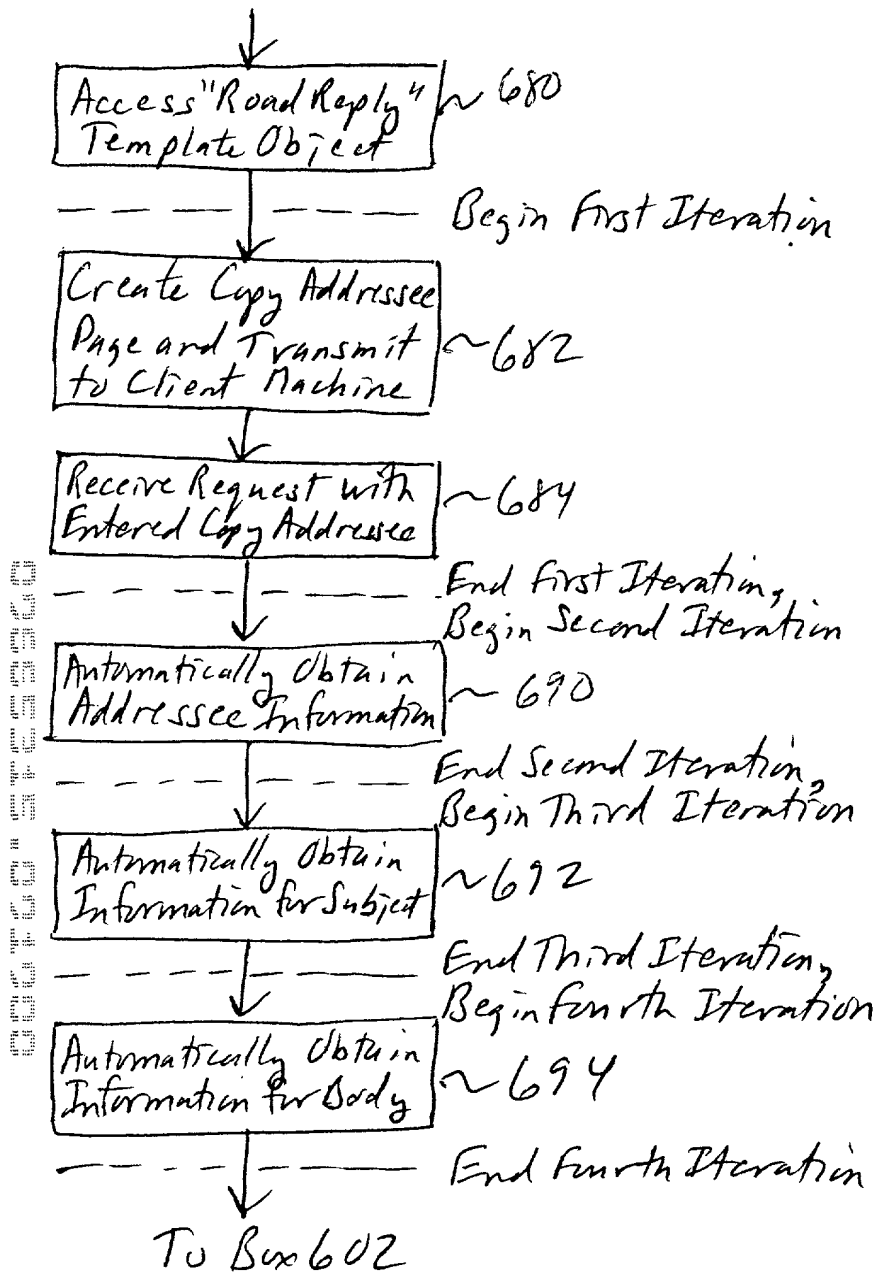 Access "Road Reply"
Template Object
~ 680
Begin First Iteration
Create Copy Addressee
Page and Transmit
to Client Machine
~ 682
Receive Request with
Entered Copy Addressee
~ 684
End First Iteration,
Begin Second Iteration
Automatically Obtain
Addressee Information
~ 690
End Second Iteration,
Begin Third Iteration
Automatically Obtain
Information for Subject
~ 692
End Third Iteration,
Begin Fourth Iteration
Automatically Obtain
Information for Body
~ 694
End Fourth Iteration
To Box 602